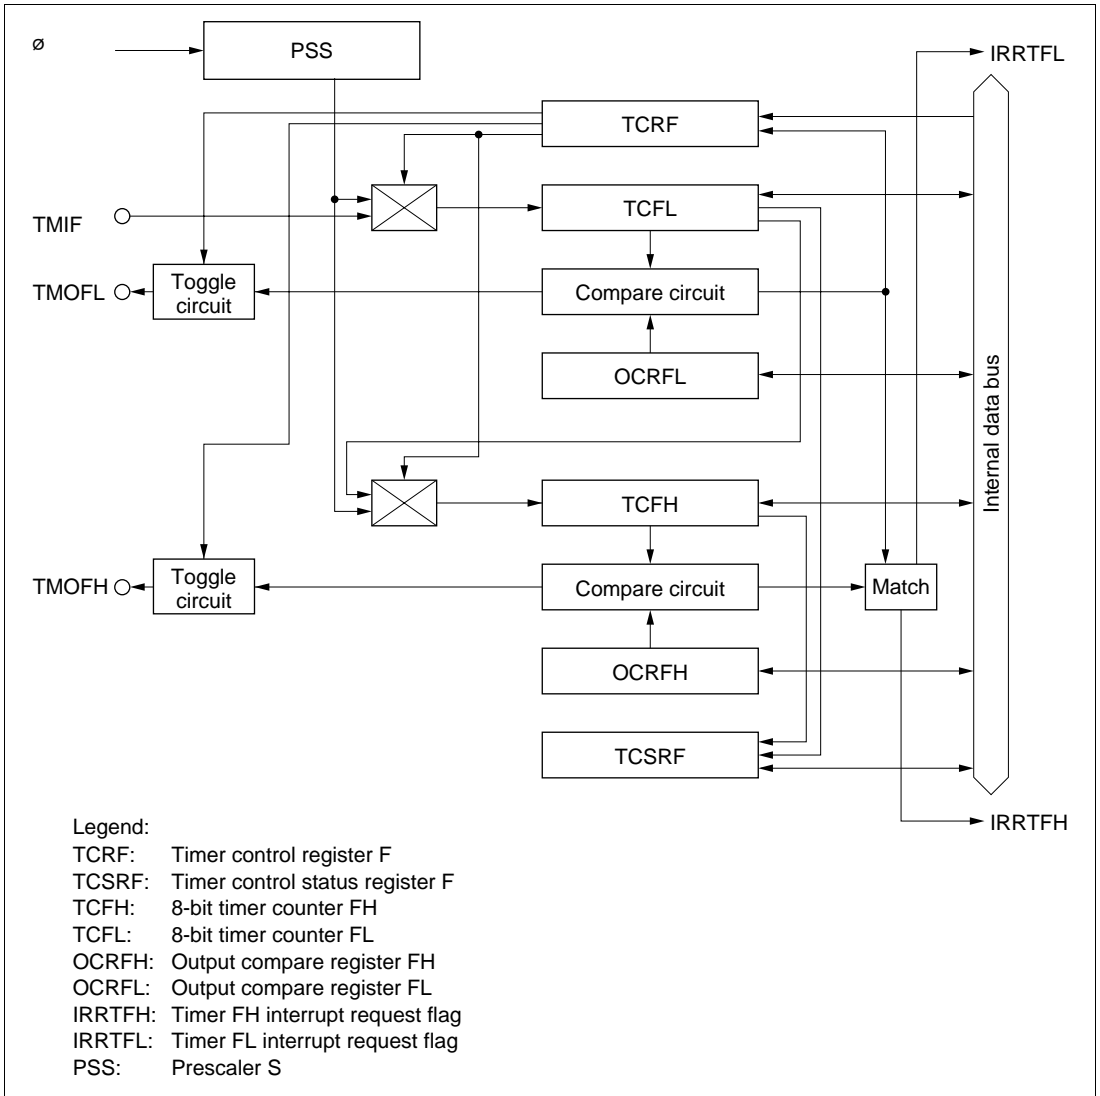 ø
PSS
IRRTFL
TCRF
TMIF
TCFL
TMOFL
Toggle
circuit
Compare circuit
OCRFL
Internal data bus
TCFH
TMOFH
Toggle
circuit
Compare circuit
Match
OCRFH
TCSRF
IRRTFH
Legend:
TCRF: Timer control register F
TCSRF: Timer control status register F
TCFH: 8-bit timer counter FH
TCFL: 8-bit timer counter FL
OCRFH: Output compare register FH
OCRFL: Output compare register FL
IRRTFH: Timer FH interrupt request flag
IRRTFL: Timer FL interrupt request flag
PSS: Prescaler S